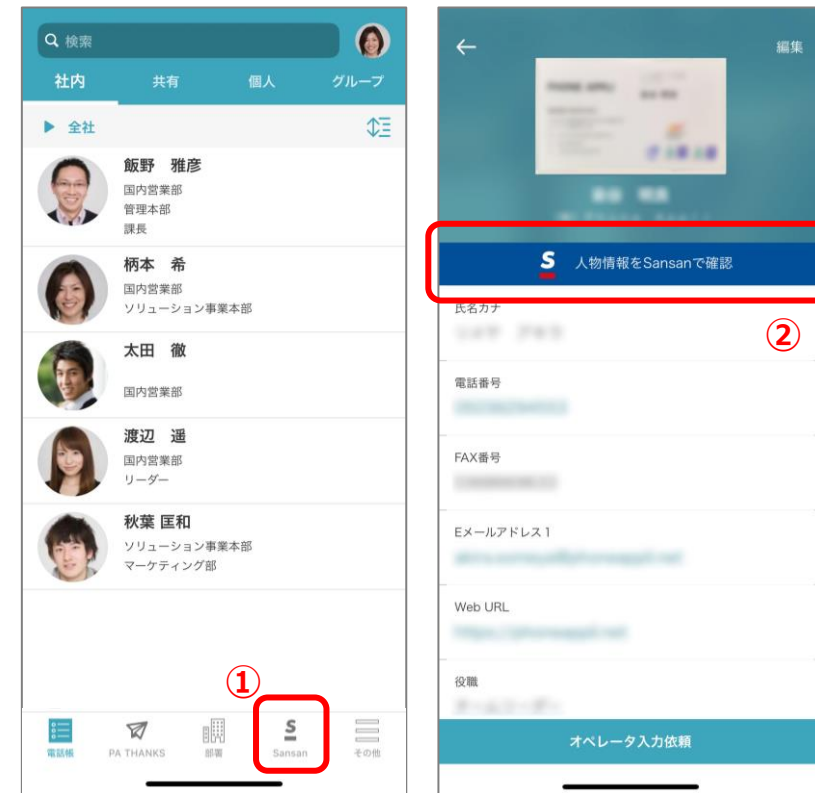 検索
社内 共有 個人 グループ
全社
飯野　雅彦
国内営業部
管理本部
課長
柄本　希
国内営業部
ソリューション事業本部
太田　徹
国内営業部
渡辺　遥
国内営業部
リーダー
秋葉 匡和
ソリューション事業本部
マーケティング部
①
S
電話帳 PA THANKS 部署 Sansan その他
編集
PHONE APPLI
S 人物情報をSansanで確認
氏名カナ
②
電話番号
FAX番号
Eメールアドレス1
Web URL
役職
オペレータ入力依頼